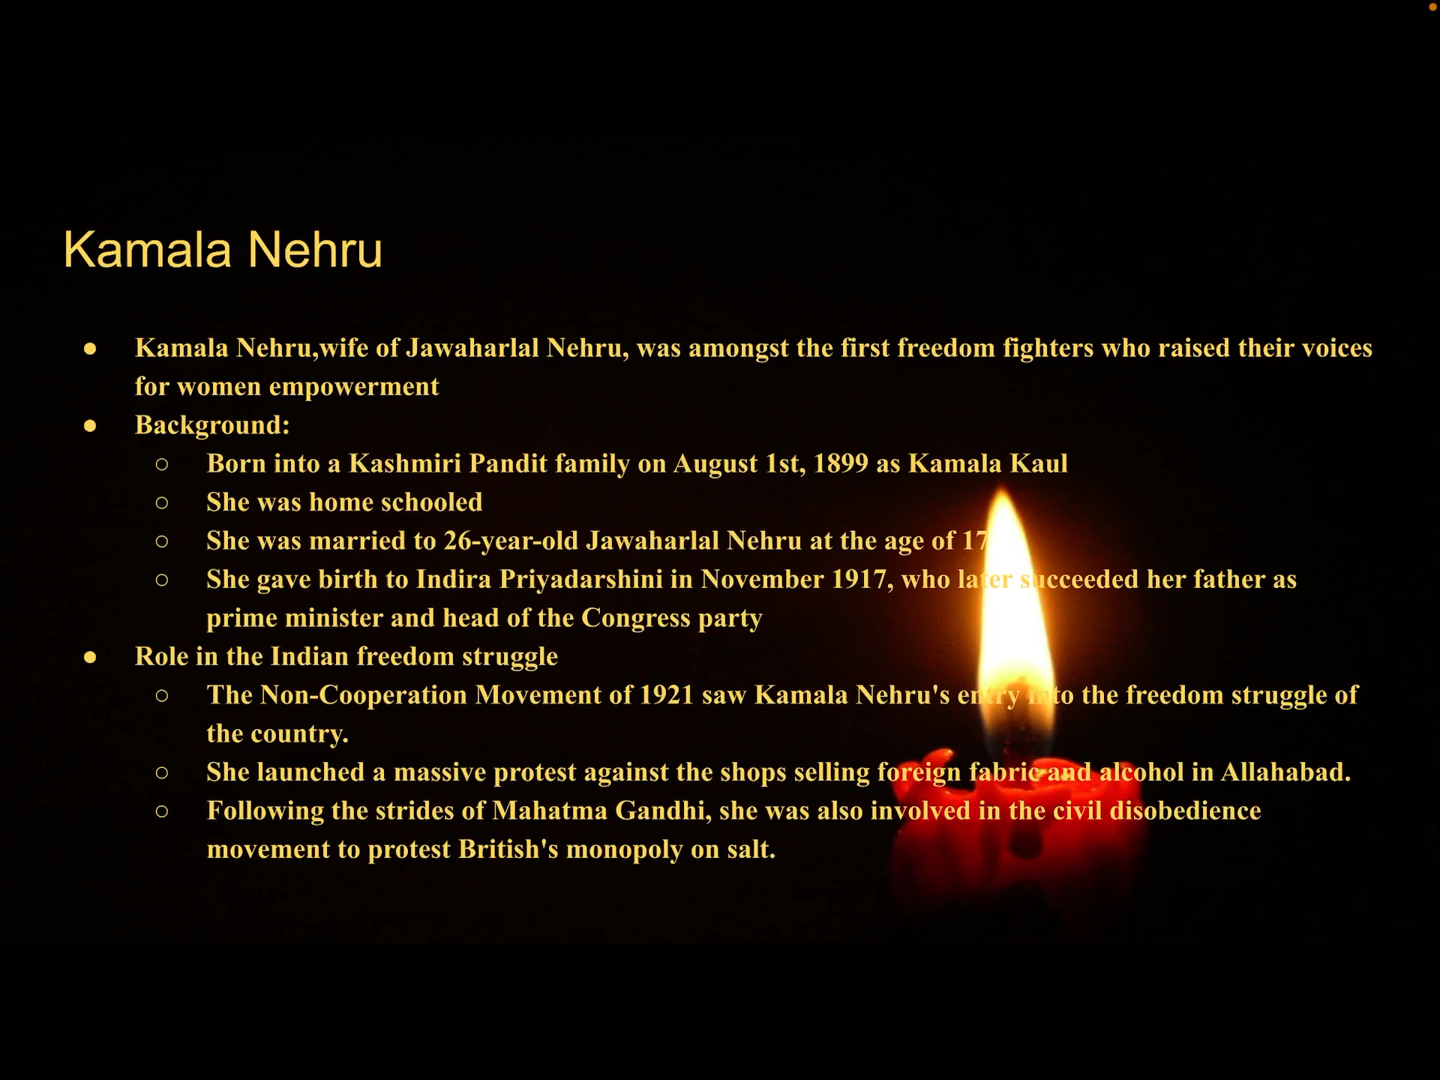 Kamala Nehru
● Kamala Nehru,wife of Jawaharlal Nehru, was amongst the first freedom fighters who raised their voices
for women empowerment
● Background:
○ Born into a Kashmiri Pandit family on August 1st, 1899 as Kamala Kaul
○ She was home schooled
○ She was married to 26-year-old Jawaharlal Nehru at the age of 17
○ She gave birth to Indira Priyadarshini in November 1917, who later succeeded her father as
prime minister and head of the Congress party
● Role in the Indian freedom struggle
○ The Non-Cooperation Movement of 1921 saw Kamala Nehru's entry into the freedom struggle of
the country.
○ She launched a massive protest against the shops selling foreign fabric and alcohol in Allahabad.
○ Following the strides of Mahatma Gandhi, she was also involved in the civil disobedience
movement to protest British's monopoly on salt.